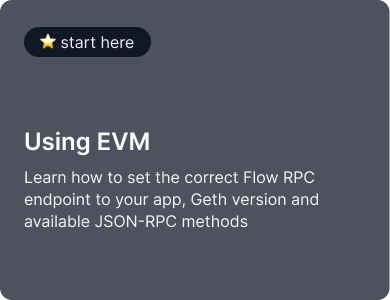 ⭐ start here
Using EVM
Learn how to set the correct Flow RPC
endpoint to your app, Geth version and
available JSON-RPC methods